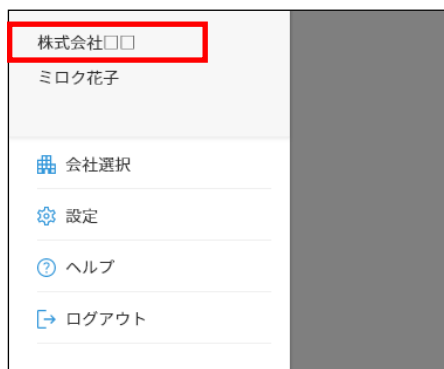 株式会社□□
ミロク花子
会社選択
設定
ヘルプ
ログアウト